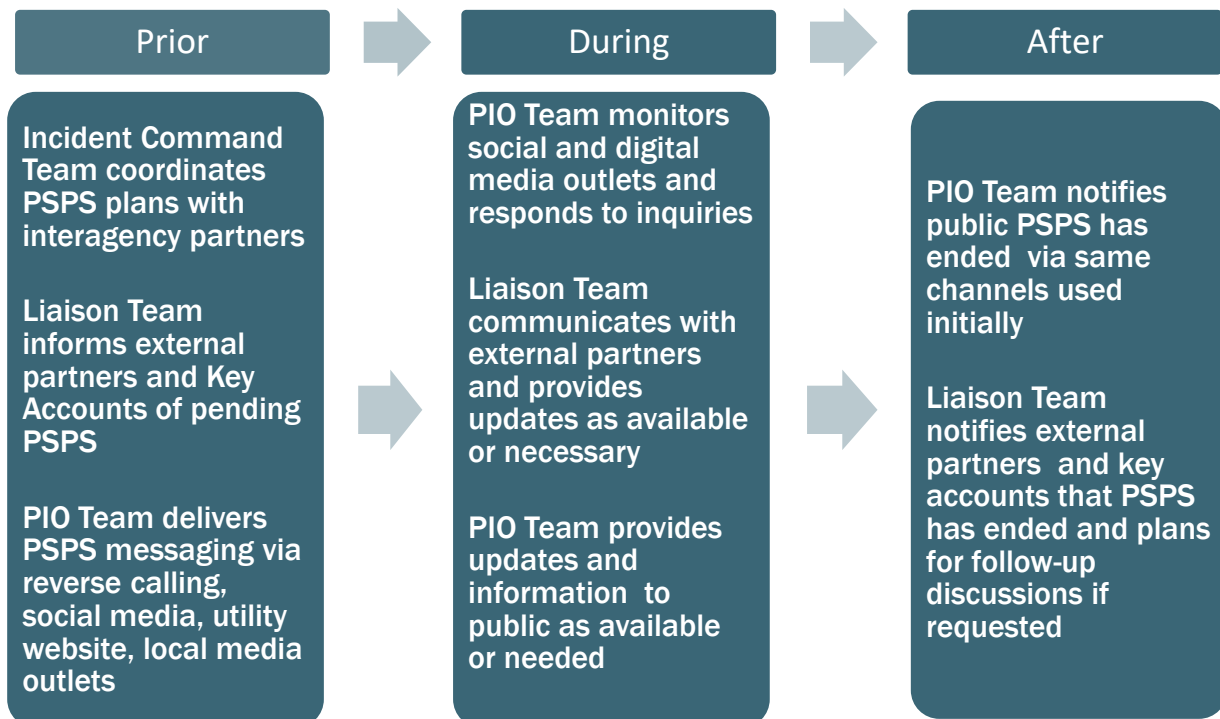 Prior
Incident Command
Team coordinates
PSPS plans with
interagency partners
Liaison Team
informs external
partners and Key
Accounts of pending
PSPS
PIO Team delivers
PSPS messaging via
reverse calling,
social media, utility
website, local media
outlets
During
PIO Team monitors
social and digital
media outlets and
responds to inquiries
Liaison Team
communicates with
external partners
and provides
updates as available
or necessary
PIO Team provides
updates and
information to
public as available
or needed
After
PIO Team notifies
public PSPS has
ended via same
channels used
initially
Liaison Team
notifies external
partners and key
accounts that PSPS
has ended and plans
for follow-up
discussions if
requested